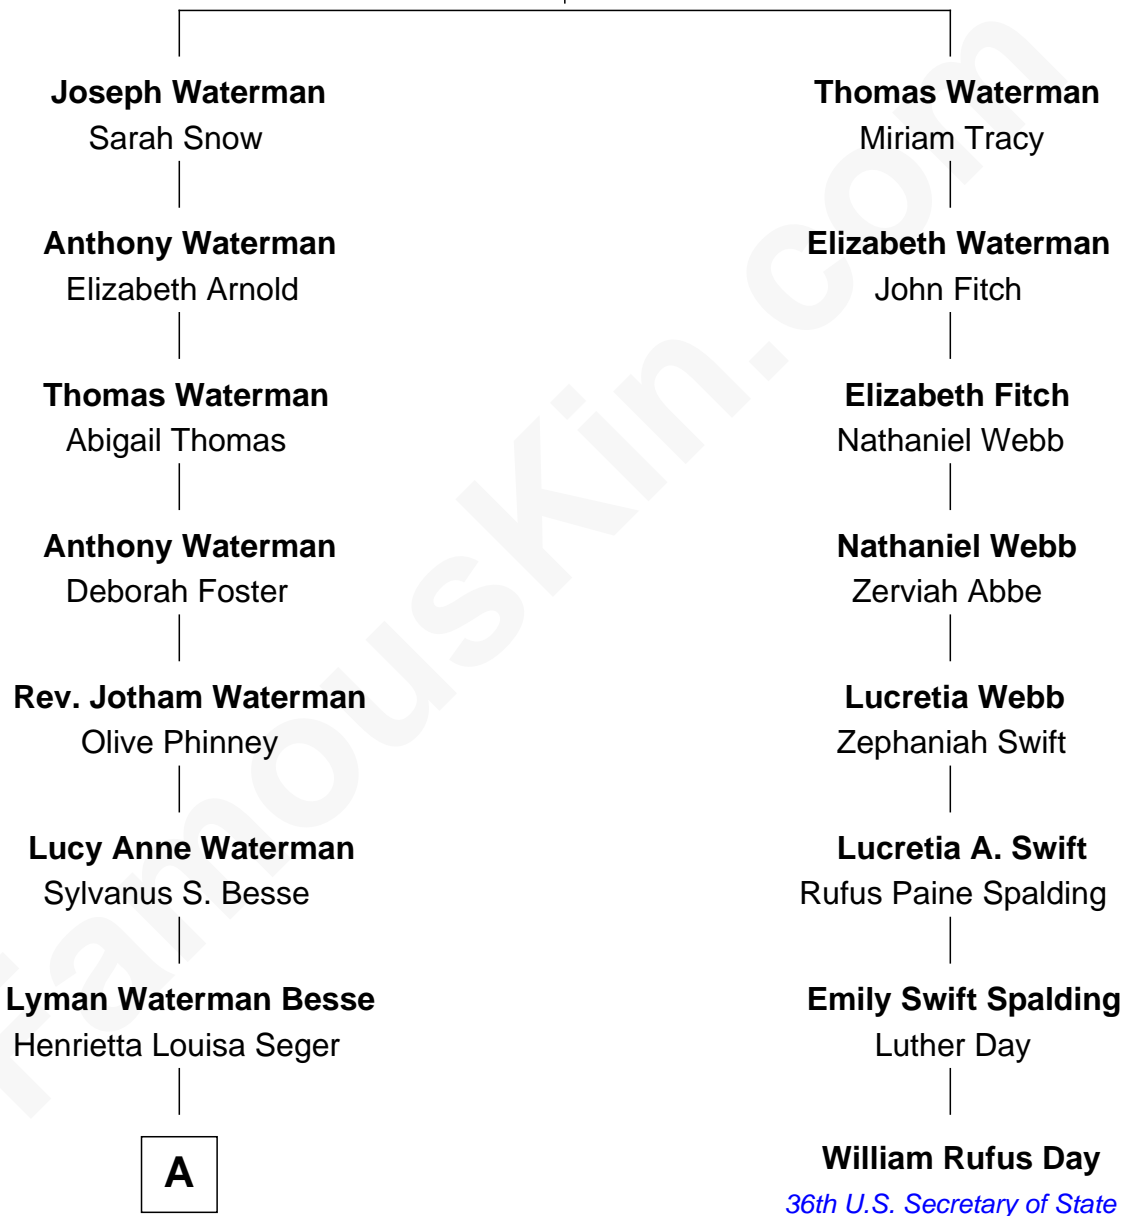 Joseph Waterman
Sarah Snow
Anthony Waterman
Elizabeth Arnold
Thomas Waterman
Abigail Thomas
Anthony Waterman
Deborah Foster
Rev. Jotham Waterman
Olive Phinney
Lucy Anne Waterman
Sylvanus S. Besse
Lyman Waterman Besse
Henrietta Louisa Seger
A
Thomas Waterman
Miriam Tracy
Elizabeth Waterman
John Fitch
Elizabeth Fitch
Nathaniel Webb
Nathaniel Webb
Zerviah Abbe
Lucretia Webb
Zephaniah Swift
Lucretia A. Swift
Rufus Paine Spalding
Emily Swift Spalding
Luther Day
William Rufus Day
36th U.S. Secretary of State
FamousKin.com